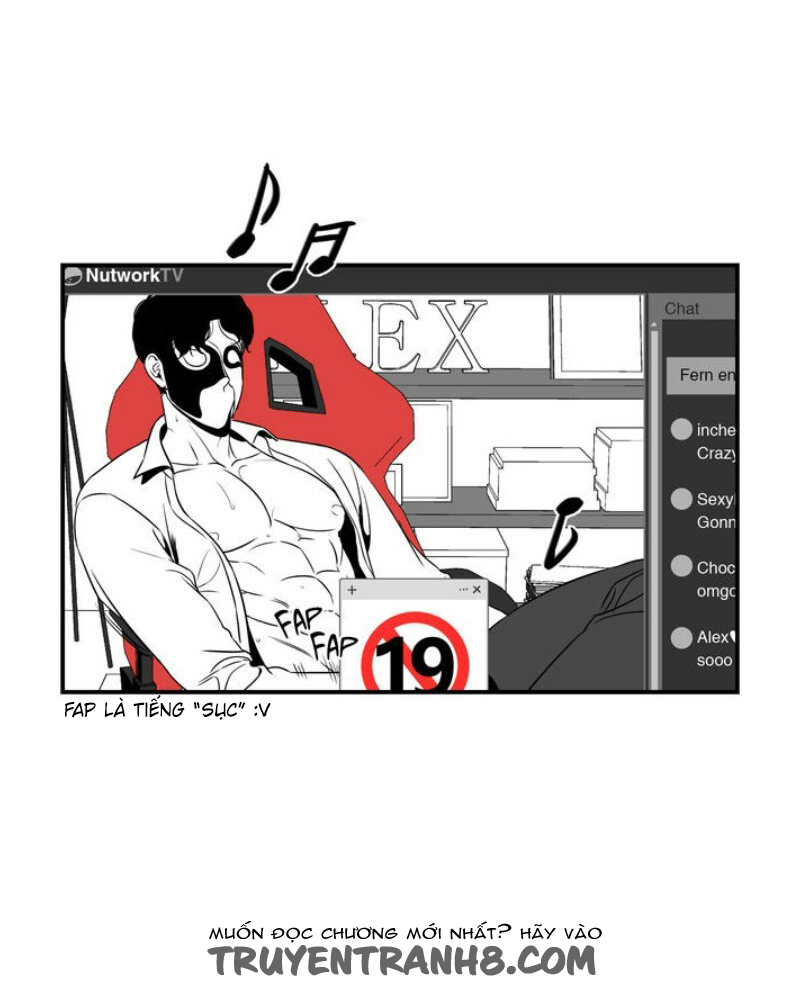 NutworkTV
LEX
Chat
Fern en
inche
Crazy
Sexy
Gonn
Choc
omgo
Alex♥
sooo
FAP
FAP
19
FAP LÀ TIẾNG "SỤC" :V
MUỐN ĐỌC CHƯƠNG MỚI NHẤT? HÃY VÀO
TRUYENTRANH8.COM